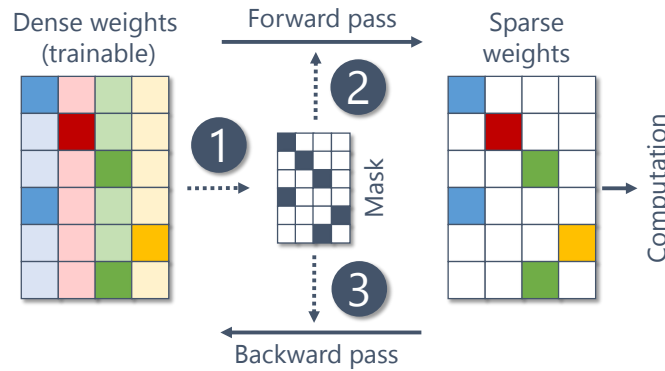 Dense weights
(trainable)
Forward pass
Sparse
weights
1
2
Mask
Computation
3
Backward pass